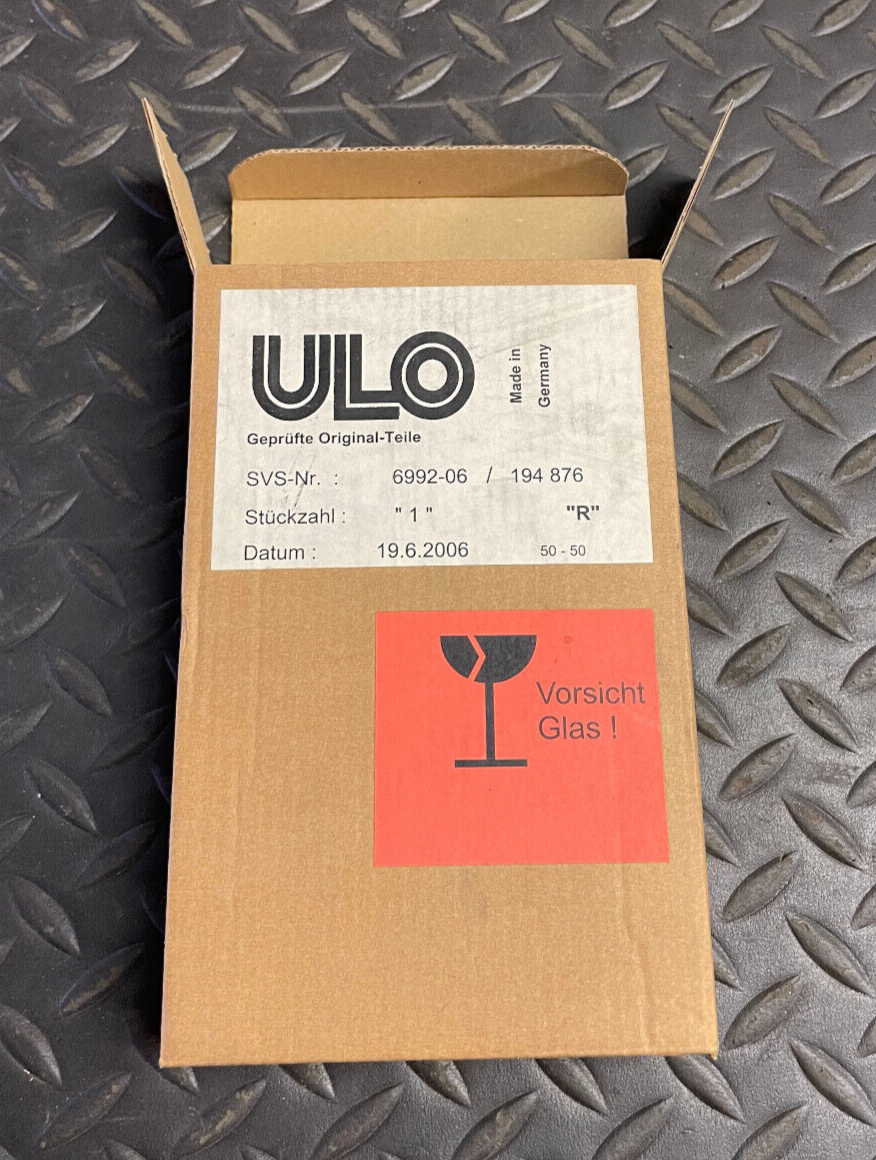 ULO
Made in
Germany
Geprüfte Original-Teile
SVS-Nr. : 6992-06 / 194 876
Stückzahl : " 1 " "R"
Datum : 19.6.2006 50 - 50
Vorsicht
Glas !